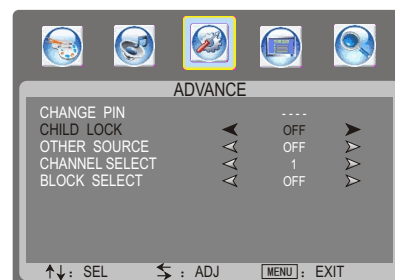 ADVANCE
CHANGE PIN - - - -
CHILD LOCK OFF
OTHER SOURCE OFF
CHANNEL SELECT 1
BLOCK SELECT OFF
: SEL : ADJ MENU : EXIT